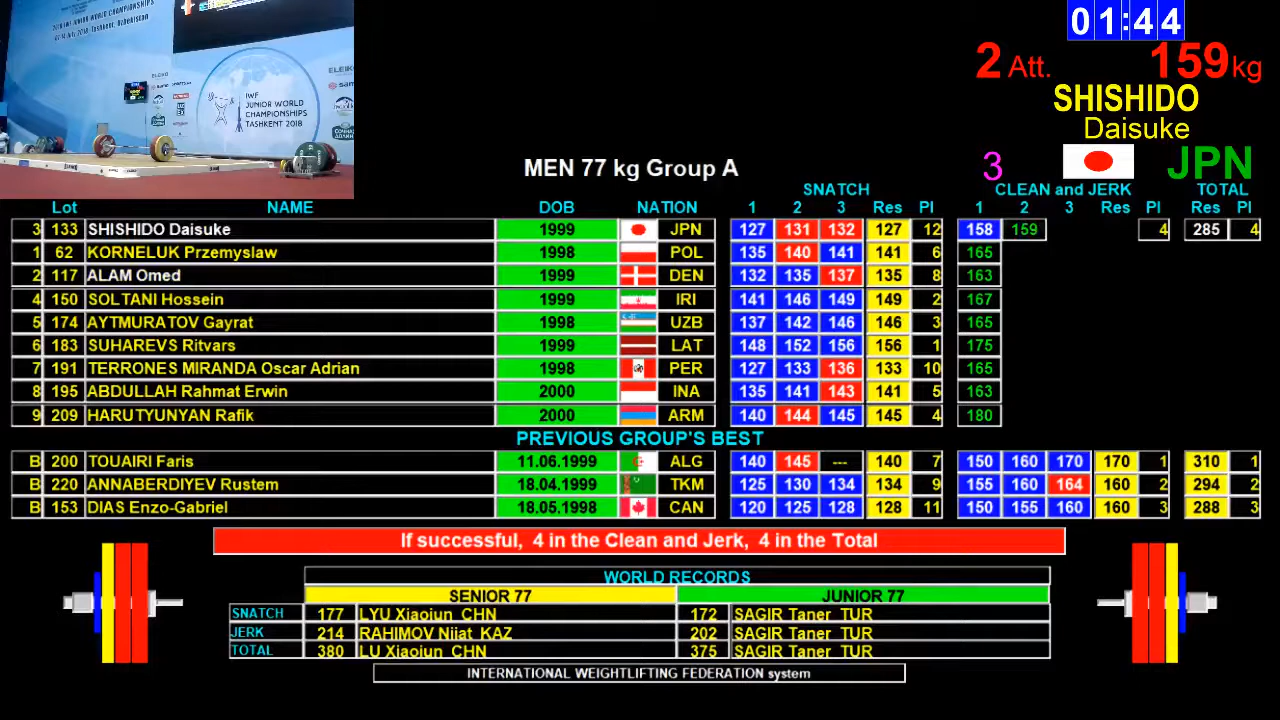 2018 IWF JUNIOR WORLD CHAMPIONSHIPS
07-14 July 2018, Tashkent, Uzbekistan
IWF
JUNIOR WORLD
CHAMPIONSHIPS
TASHKENT 2018
ELEIKO
01:44
2 Att. 159kg
SHISHIDO
Daisuke
3 JPN
MEN 77 kg Group A
SNATCH CLEAN and JERK TOTAL
Lot NAME DOB NATION 1 2 3 Res Pl 1 2 3 Res Pl Res Pl
3 133 SHISHIDO Daisuke 1999 JPN 127 131 132 127 12 158 159 4 285 4
1 62 KORNELUK Przemyslaw 1998 POL 135 140 141 141 6 165
2 117 ALAM Omed 1999 DEN 132 135 137 135 8 163
4 150 SOLTANI Hossein 1999 IRI 141 146 149 149 2 167
5 174 AYTMURATOV Gayrat 1998 UZB 137 142 146 146 3 165
6 183 SUHAREVS Ritvars 1999 LAT 148 152 156 156 1 175
7 191 TERRONES MIRANDA Oscar Adrian 1998 PER 127 133 136 133 10 165
8 195 ABDULLAH Rahmat Erwin 2000 INA 135 141 143 141 5 163
9 209 HARUTYUNYAN Rafik 2000 ARM 140 144 145 145 4 180
PREVIOUS GROUP'S BEST
B 200 TOUAIRI Faris 11.06.1999 ALG 140 145 --- 140 7 150 160 170 170 1 310 1
B 220 ANNABERDIYEV Rustem 18.04.1999 TKM 125 130 134 134 9 155 160 164 160 2 294 2
B 153 DIAS Enzo-Gabriel 18.05.1998 CAN 120 125 128 128 11 150 155 160 160 3 288 3
If successful, 4 in the Clean and Jerk, 4 in the Total
WORLD RECORDS
SENIOR 77 JUNIOR 77
SNATCH 177 LYU Xiaojun CHN 172 SAGIR Taner TUR
JERK 214 RAHIMOV Nijat KAZ 202 SAGIR Taner TUR
TOTAL 380 LU Xiaojun CHN 375 SAGIR Taner TUR
INTERNATIONAL WEIGHTLIFTING FEDERATION system